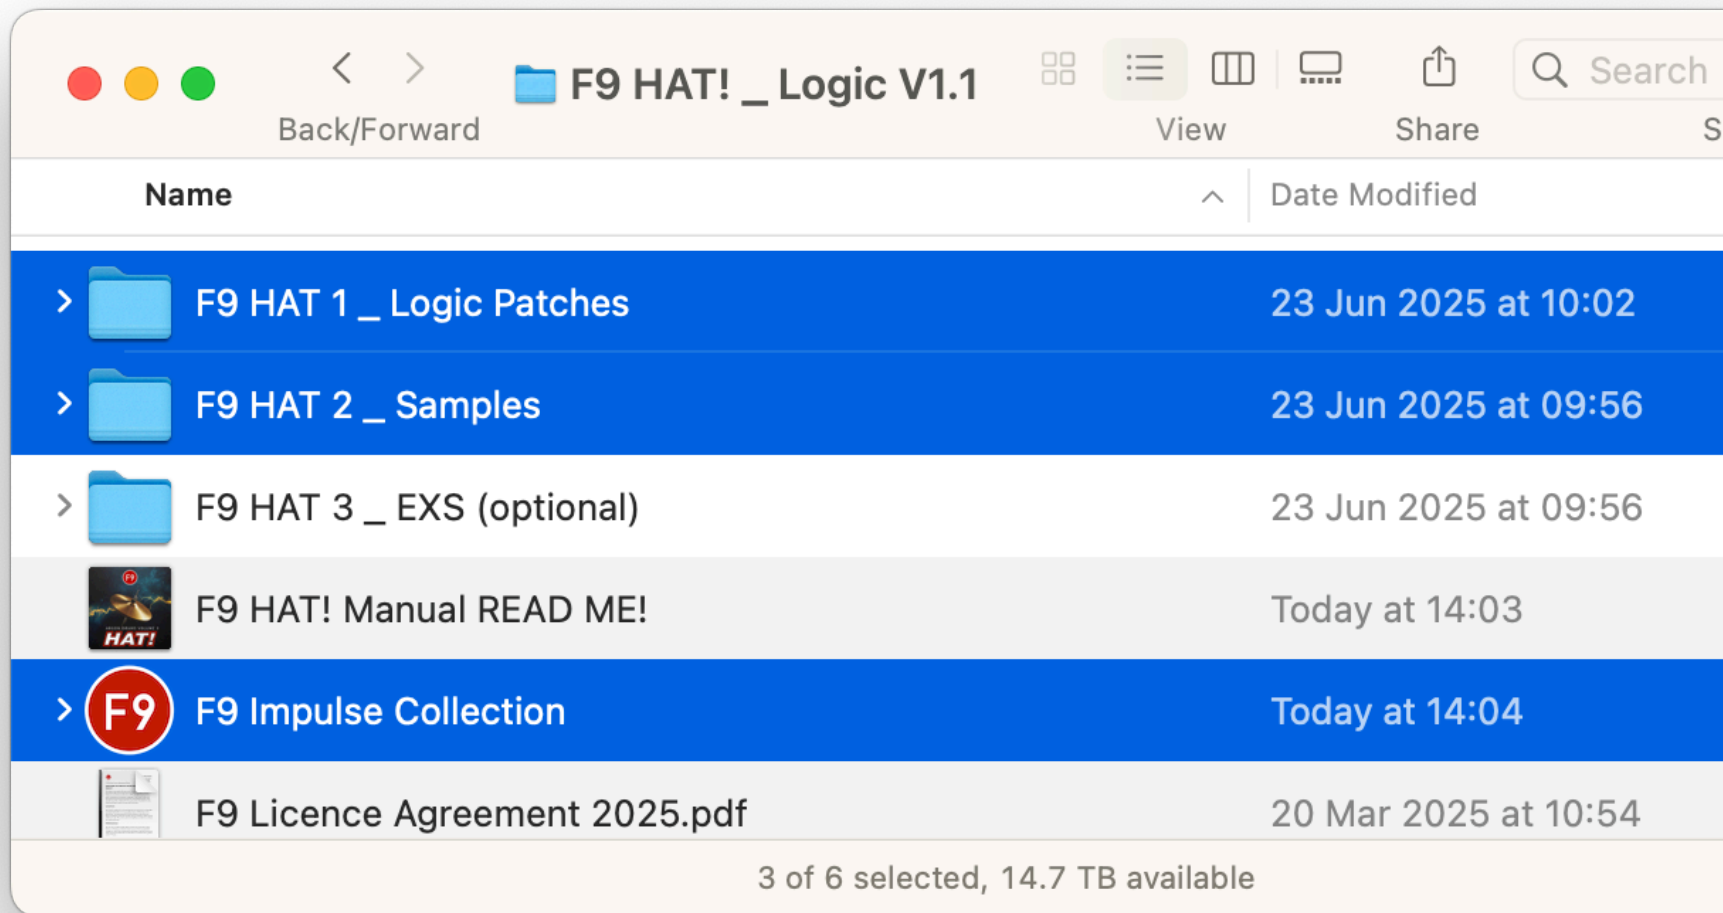 F9 HAT! _ Logic V1.1
Search
Back/Forward
View
Share
S
Name
Date Modified
F9 HAT 1 _ Logic Patches
23 Jun 2025 at 10:02
F9 HAT 2 _ Samples
23 Jun 2025 at 09:56
F9 HAT 3 _ EXS (optional)
23 Jun 2025 at 09:56
F9
HAT!
F9 HAT! Manual READ ME!
Today at 14:03
F9
F9 Impulse Collection
Today at 14:04
F9 Licence Agreement 2025.pdf
20 Mar 2025 at 10:54
3 of 6 selected, 14.7 TB available